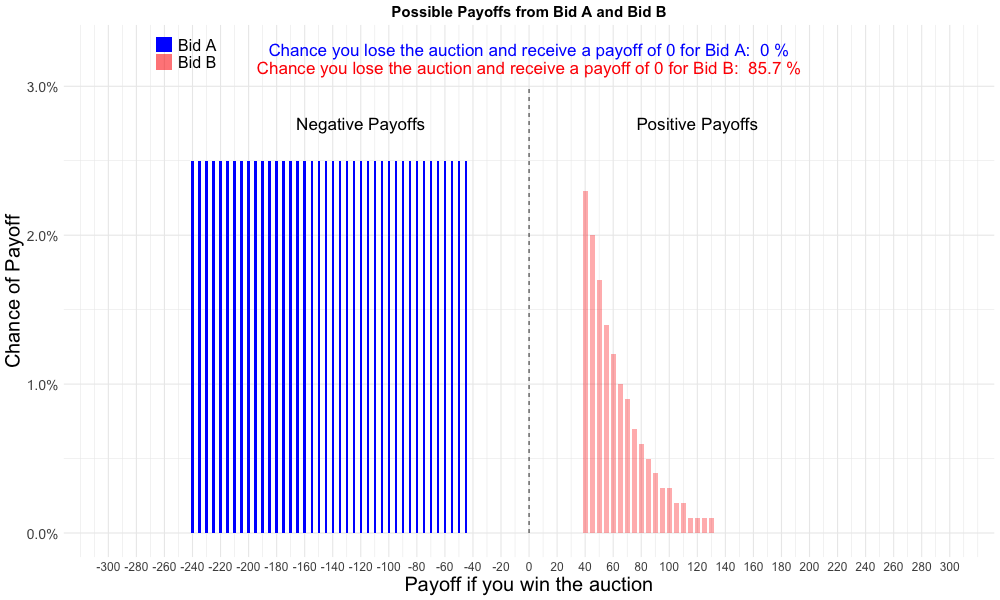 Possible Payoffs from Bid A and Bid B
Bid A
Bid B
Chance you lose the auction and receive a payoff of 0 for Bid A:  0 %
Chance you lose the auction and receive a payoff of 0 for Bid B:  85.7 %
Negative Payoffs
Positive Payoffs
Chance of Payoff
3.0%
2.0%
1.0%
0.0%
-300 -280 -260 -240 -220 -200 -180 -160 -140 -120 -100 -80 -60 -40 -20 0 20 40 60 80 100 120 140 160 180 200 220 240 260 280 300
Payoff if you win the auction